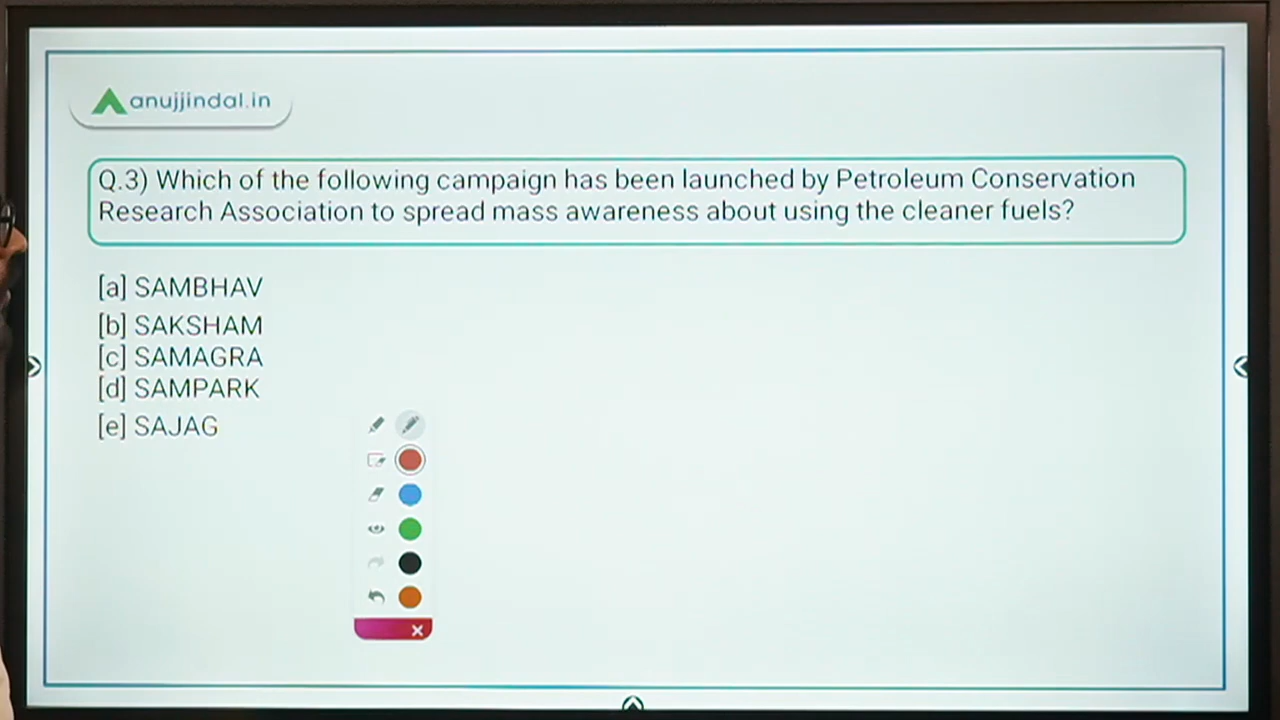 anujjindal.in
Q.3) Which of the following campaign has been launched by Petroleum Conservation
Research Association to spread mass awareness about using the cleaner fuels?
[a] SAMBHAV
[b] SAKSHAM
[c] SAMAGRA
[d] SAMPARK
[e] SAJAG